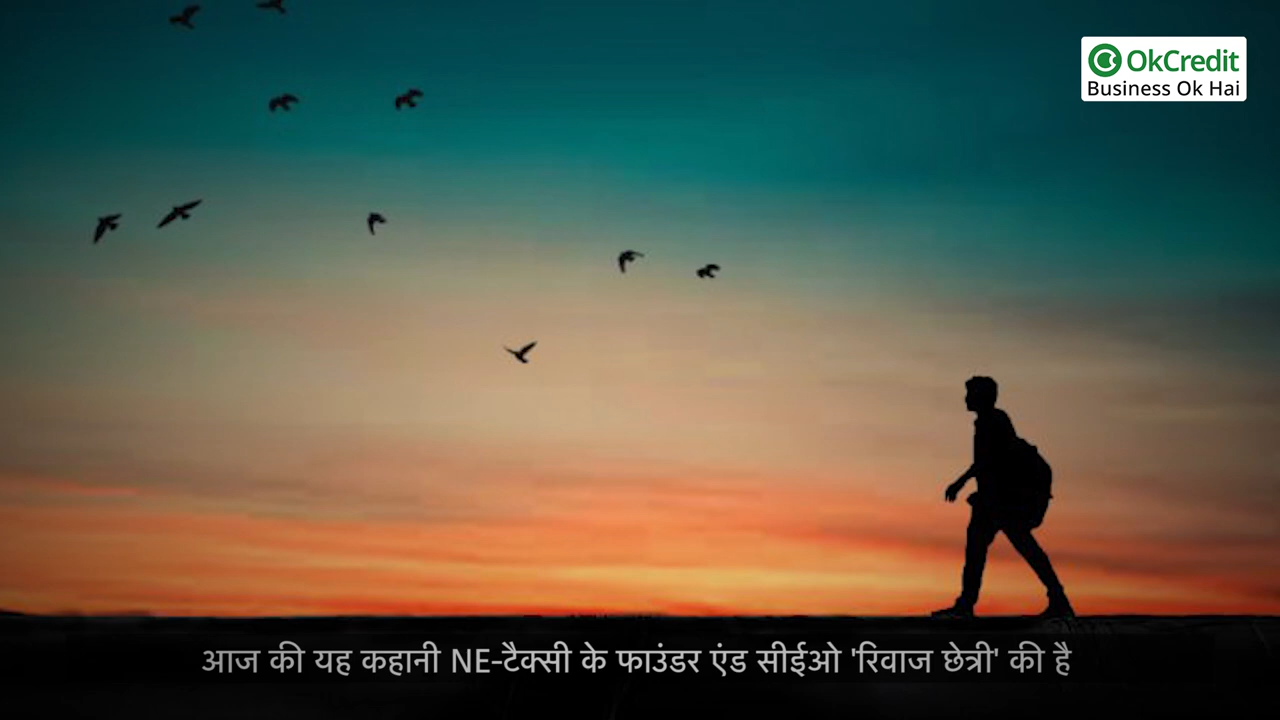 OkCredit
Business Ok Hai
आज की यह कहानी NE-टैक्सी के फाउंडर एंड सीईओ 'रिवाज छेत्री' की है